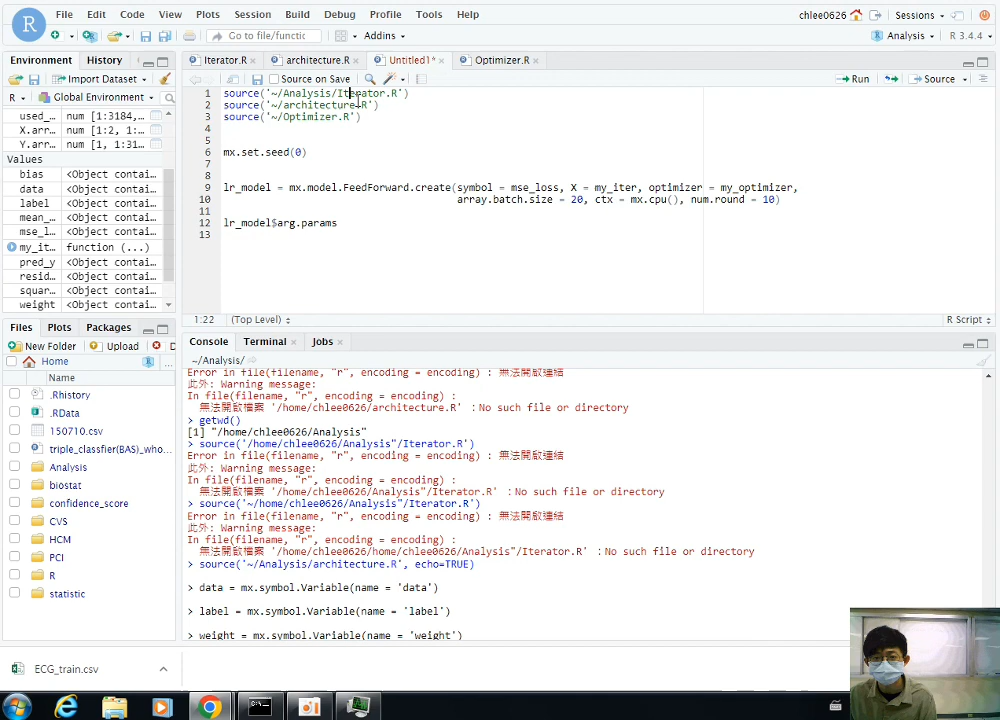 R File Edit Code View Plots Session Build Debug Profile Tools Help chlee0626 Sessions
Go to file/functic Addins Analysis R 3.4.4
Environment History
Import Dataset
R Global Environment
used_... num [1:3184,...
X.arr... num [1:2, 1:...
Y.arr... num [1, 1:31...
Values
bias <Object contai...
data <Object contai...
label <Object contai...
mean_... <Object contai...
mse_l... <Object contai...
my_it... function (...)
pred_y <Object contai...
resid... <Object contai...
squar... <Object contai...
weight <Object contai...
Files Plots Packages
New Folder Upload D
Home ...
Name
.Rhistory
.RData
150710.csv
triple_classfier(BAS)_who...
Analysis
biostat
confidence_score
CVS
HCM
PCI
R
statistic
Iterator.R × architecture.R × Untitled1* × Optimizer.R ×
Source on Save Run Source
1 source('~/Analysis/Iterator.R')
2 source('~/architecture.R')
3 source('~/Optimizer.R')
4
5
6 mx.set.seed(0)
7
8
9 lr_model = mx.model.FeedForward.create(symbol = mse_loss, X = my_iter, optimizer = my_optimizer,
10 array.batch.size = 20, ctx = mx.cpu(), num.round = 10)
11
12 lr_model$arg.params
13
1:22 (Top Level) R Script
Console Terminal × Jobs ×
~/Analysis/
Error in file(filename, "r", encoding = encoding) : 無法開啟連結
此外: Warning message:
In file(filename, "r", encoding = encoding) :
無法開啟檔案 '/home/chlee0626/architecture.R' :No such file or directory
> getwd()
[1] "/home/chlee0626/Analysis"
> source('/home/chlee0626/Analysis"/Iterator.R')
Error in file(filename, "r", encoding = encoding) : 無法開啟連結
此外: Warning message:
In file(filename, "r", encoding = encoding) :
無法開啟檔案 '/home/chlee0626/Analysis"/Iterator.R' :No such file or directory
> source('~/home/chlee0626/Analysis"/Iterator.R')
Error in file(filename, "r", encoding = encoding) : 無法開啟連結
此外: Warning message:
In file(filename, "r", encoding = encoding) :
無法開啟檔案 '/home/chlee0626/home/chlee0626/Analysis"/Iterator.R' :No such file or directory
> source('~/Analysis/architecture.R', echo=TRUE)
> data = mx.symbol.Variable(name = 'data')
> label = mx.symbol.Variable(name = 'label')
> weight = mx.symbol.Variable(name = 'weight')
ECG_train.csv